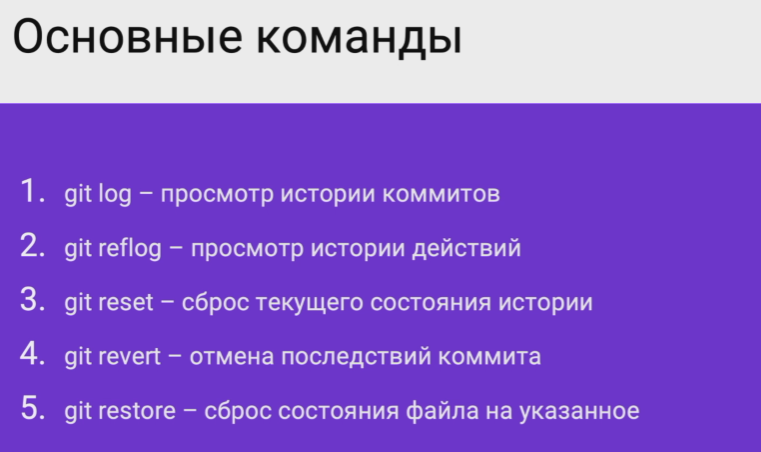 Основные команды
1. git log – просмотр истории коммитов
2. git reflog – просмотр истории действий
3. git reset – сброс текущего состояния истории
4. git revert – отмена последствий коммита
5. git restore – сброс состояния файла на указанное